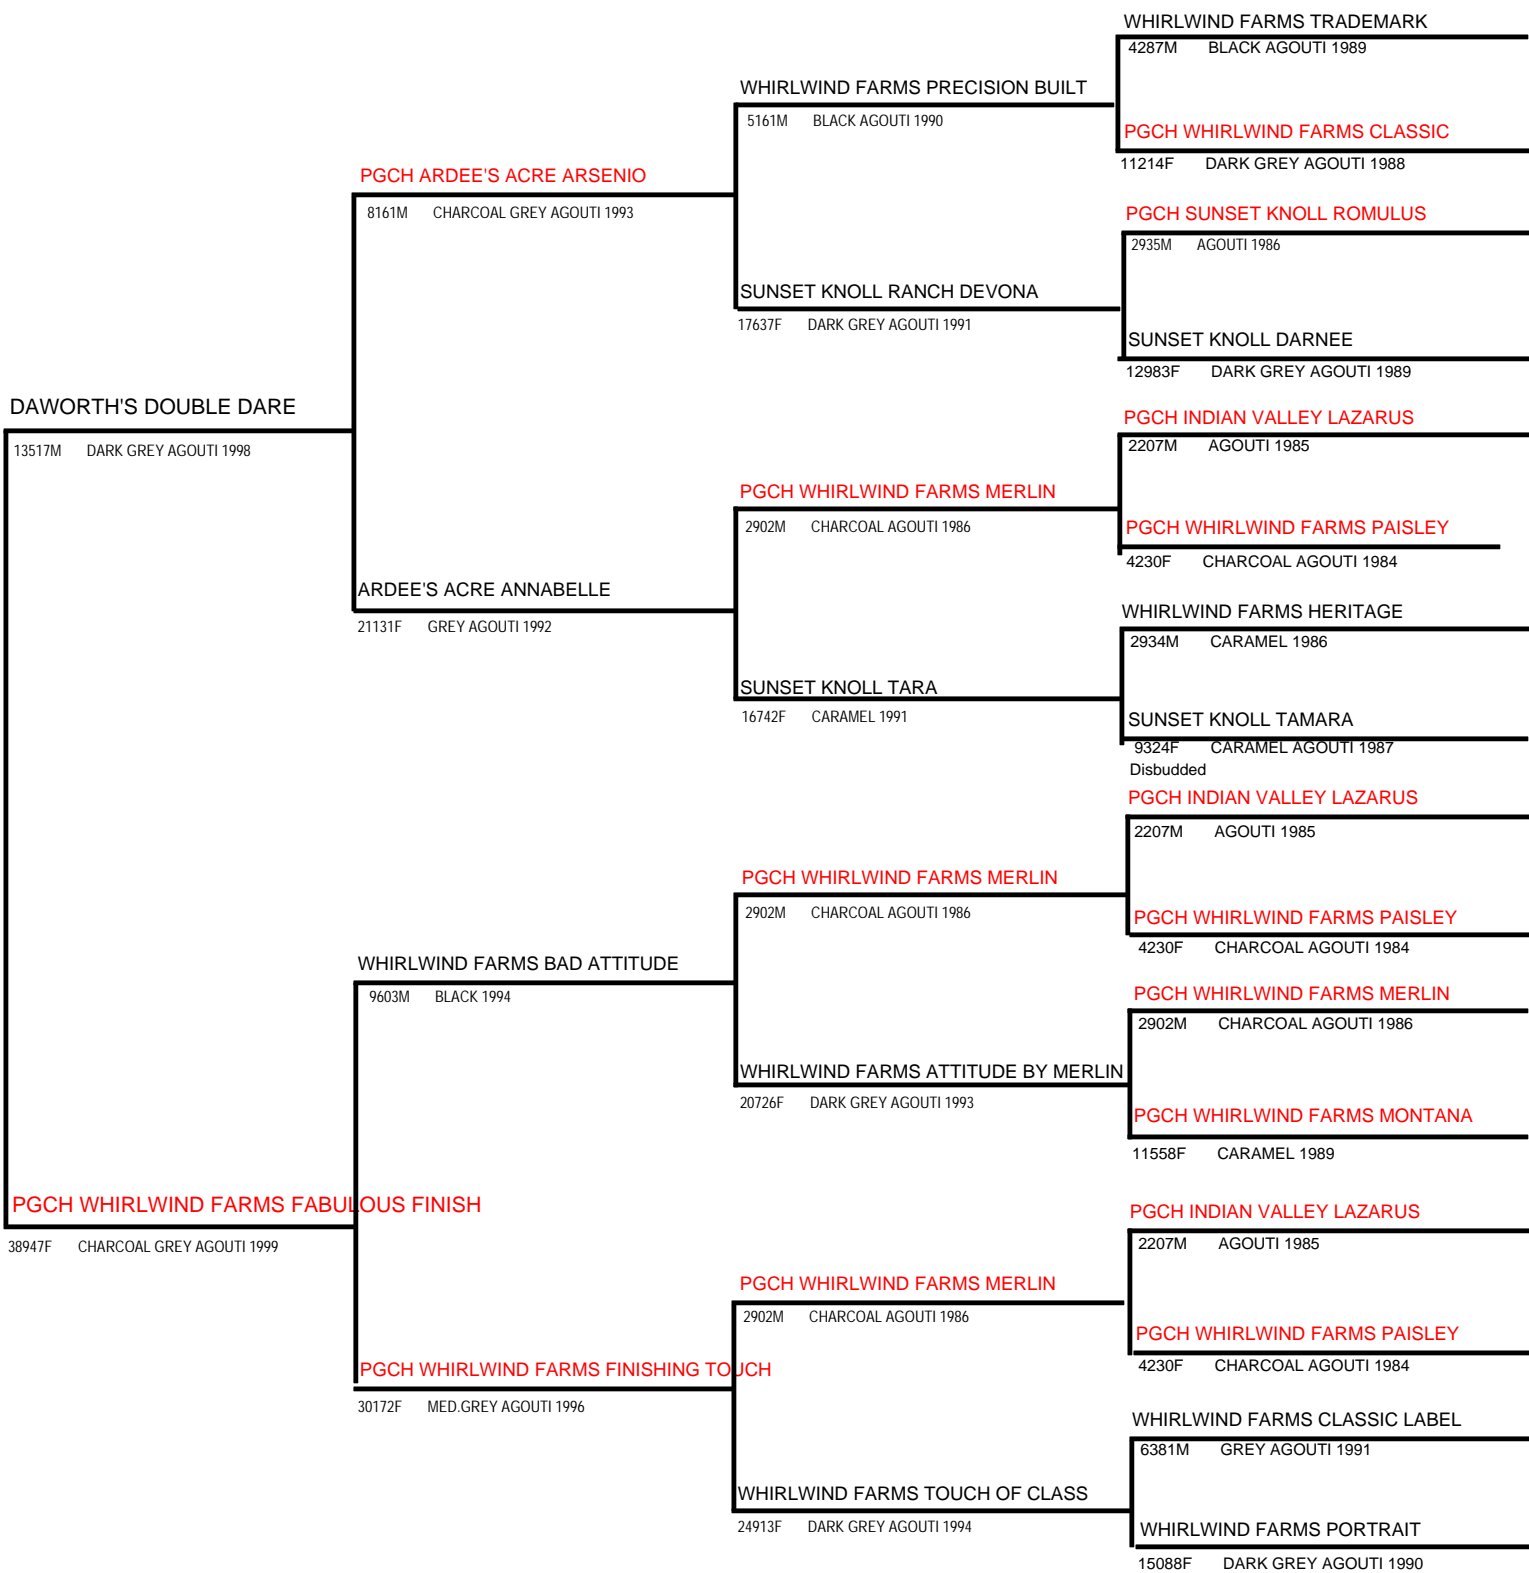 WHIRLWIND FARMS TRADEMARK
4287M BLACK AGOUTI 1989
WHIRLWIND FARMS PRECISION BUILT
5161M BLACK AGOUTI 1990
PGCH WHIRLWIND FARMS CLASSIC
11214F DARK GREY AGOUTI 1988
PGCH ARDEE'S ACRE ARSENIO
8161M CHARCOAL GREY AGOUTI 1993
PGCH SUNSET KNOLL ROMULUS
2935M AGOUTI 1986
SUNSET KNOLL RANCH DEVONA
17637F DARK GREY AGOUTI 1991
SUNSET KNOLL DARNEE
12983F DARK GREY AGOUTI 1989
DAWORTH'S DOUBLE DARE
13517M DARK GREY AGOUTI 1998
PGCH INDIAN VALLEY LAZARUS
2207M AGOUTI 1985
PGCH WHIRLWIND FARMS MERLIN
2902M CHARCOAL AGOUTI 1986
PGCH WHIRLWIND FARMS PAISLEY
4230F CHARCOAL AGOUTI 1984
ARDEE'S ACRE ANNABELLE
21131F GREY AGOUTI 1992
WHIRLWIND FARMS HERITAGE
2934M CARAMEL 1986
SUNSET KNOLL TARA
16742F CARAMEL 1991
SUNSET KNOLL TAMARA
9324F CARAMEL AGOUTI 1987
Disbudded
PGCH INDIAN VALLEY LAZARUS
2207M AGOUTI 1985
PGCH WHIRLWIND FARMS MERLIN
2902M CHARCOAL AGOUTI 1986
PGCH WHIRLWIND FARMS PAISLEY
4230F CHARCOAL AGOUTI 1984
WHIRLWIND FARMS BAD ATTITUDE
9603M BLACK 1994
PGCH WHIRLWIND FARMS MERLIN
2902M CHARCOAL AGOUTI 1986
WHIRLWIND FARMS ATTITUDE BY MERLIN
20726F DARK GREY AGOUTI 1993
PGCH WHIRLWIND FARMS MONTANA
11558F CARAMEL 1989
PGCH WHIRLWIND FARMS FABULOUS FINISH
38947F CHARCOAL GREY AGOUTI 1999
PGCH INDIAN VALLEY LAZARUS
2207M AGOUTI 1985
PGCH WHIRLWIND FARMS MERLIN
2902M CHARCOAL AGOUTI 1986
PGCH WHIRLWIND FARMS PAISLEY
4230F CHARCOAL AGOUTI 1984
PGCH WHIRLWIND FARMS FINISHING TOUCH
30172F MED.GREY AGOUTI 1996
WHIRLWIND FARMS CLASSIC LABEL
6381M GREY AGOUTI 1991
WHIRLWIND FARMS TOUCH OF CLASS
24913F DARK GREY AGOUTI 1994
WHIRLWIND FARMS PORTRAIT
15088F DARK GREY AGOUTI 1990